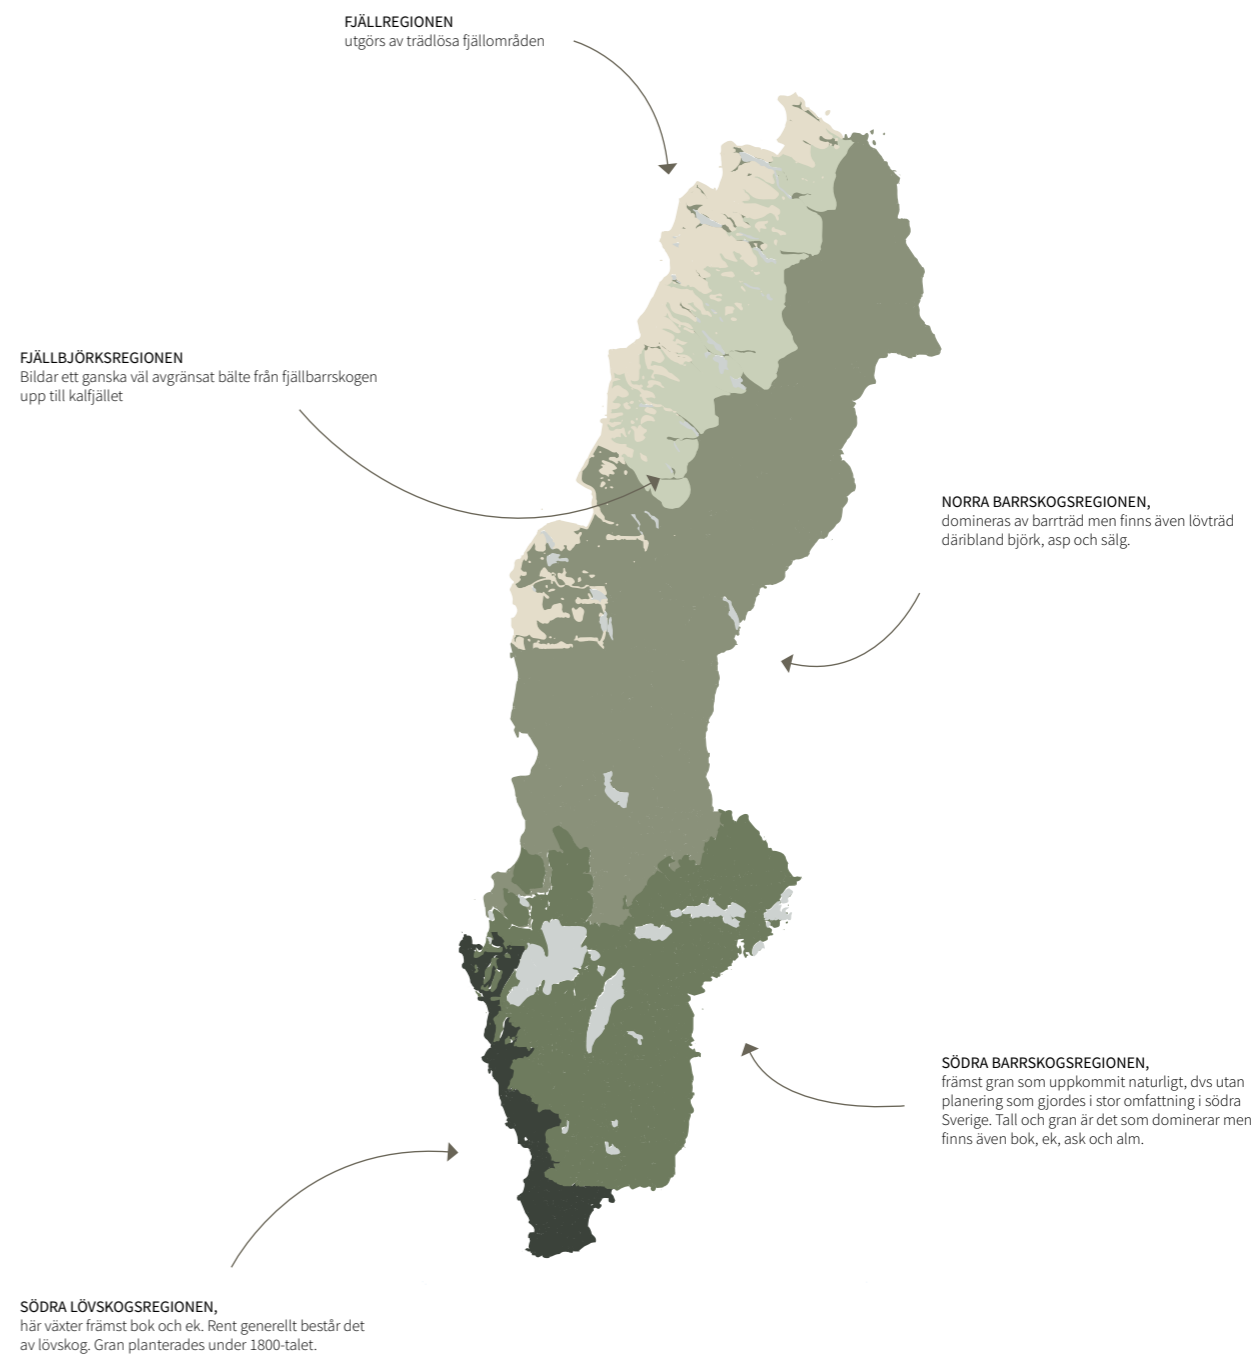 FJÄLLREGIONEN
utgörs av trädlösa fjällområden
FJÄLLBJÖRKSREGIONEN
Bildar ett ganska väl avgränsat bälte från fjällbarrskogen
upp till kalfjället
NORRA BARRSKOGSREGIONEN,
domineras av barrträd men finns även lövträd
däribland björk, asp och sälg.
SÖDRA BARRSKOGSREGIONEN,
främst gran som uppkommit naturligt, dvs utan
planering som gjordes i stor omfattning i södra
Sverige. Tall och gran är det som dominerar men
finns även bok, ek, ask och alm.
SÖDRA LÖVSKOGSREGIONEN,
här växter främst bok och ek. Rent generellt består det
av lövskog. Gran planterades under 1800-talet.